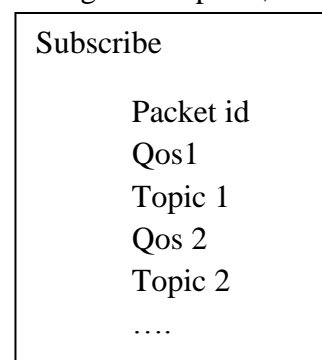 Subscribe
Packet id
Qos1
Topic 1
Qos 2
Topic 2
….